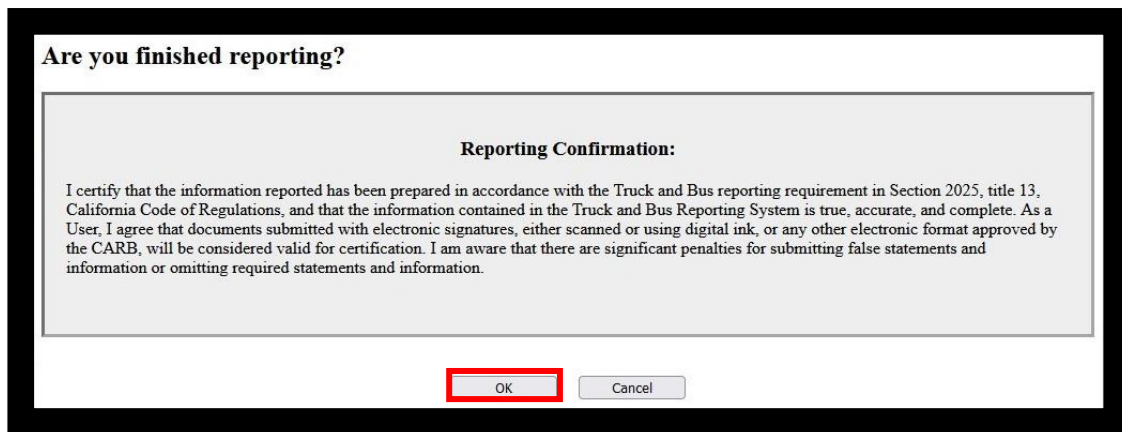 Are you finished reporting?
Reporting Confirmation:
I certify that the information reported has been prepared in accordance with the Truck and Bus reporting requirement in Section 2025, title 13,
California Code of Regulations, and that the information contained in the Truck and Bus Reporting System is true, accurate, and complete. As a
User, I agree that documents submitted with electronic signatures, either scanned or using digital ink, or any other electronic format approved by
the CARB, will be considered valid for certification. I am aware that there are significant penalties for submitting false statements and
information or omitting required statements and information.
OK Cancel